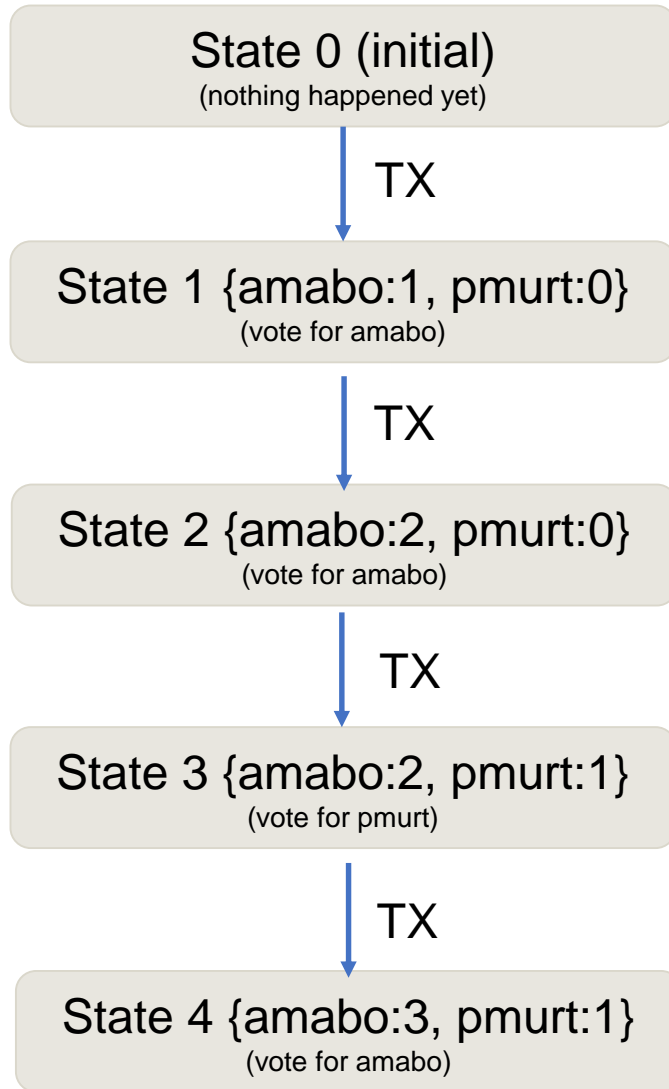 State 0 (initial)
(nothing happened yet)
TX
State 1 {amabo:1, pmurt:0}
(vote for amabo)
TX
State 2 {amabo:2, pmurt:0}
(vote for amabo)
TX
State 3 {amabo:2, pmurt:1}
(vote for pmurt)
TX
State 4 {amabo:3, pmurt:1}
(vote for amabo)